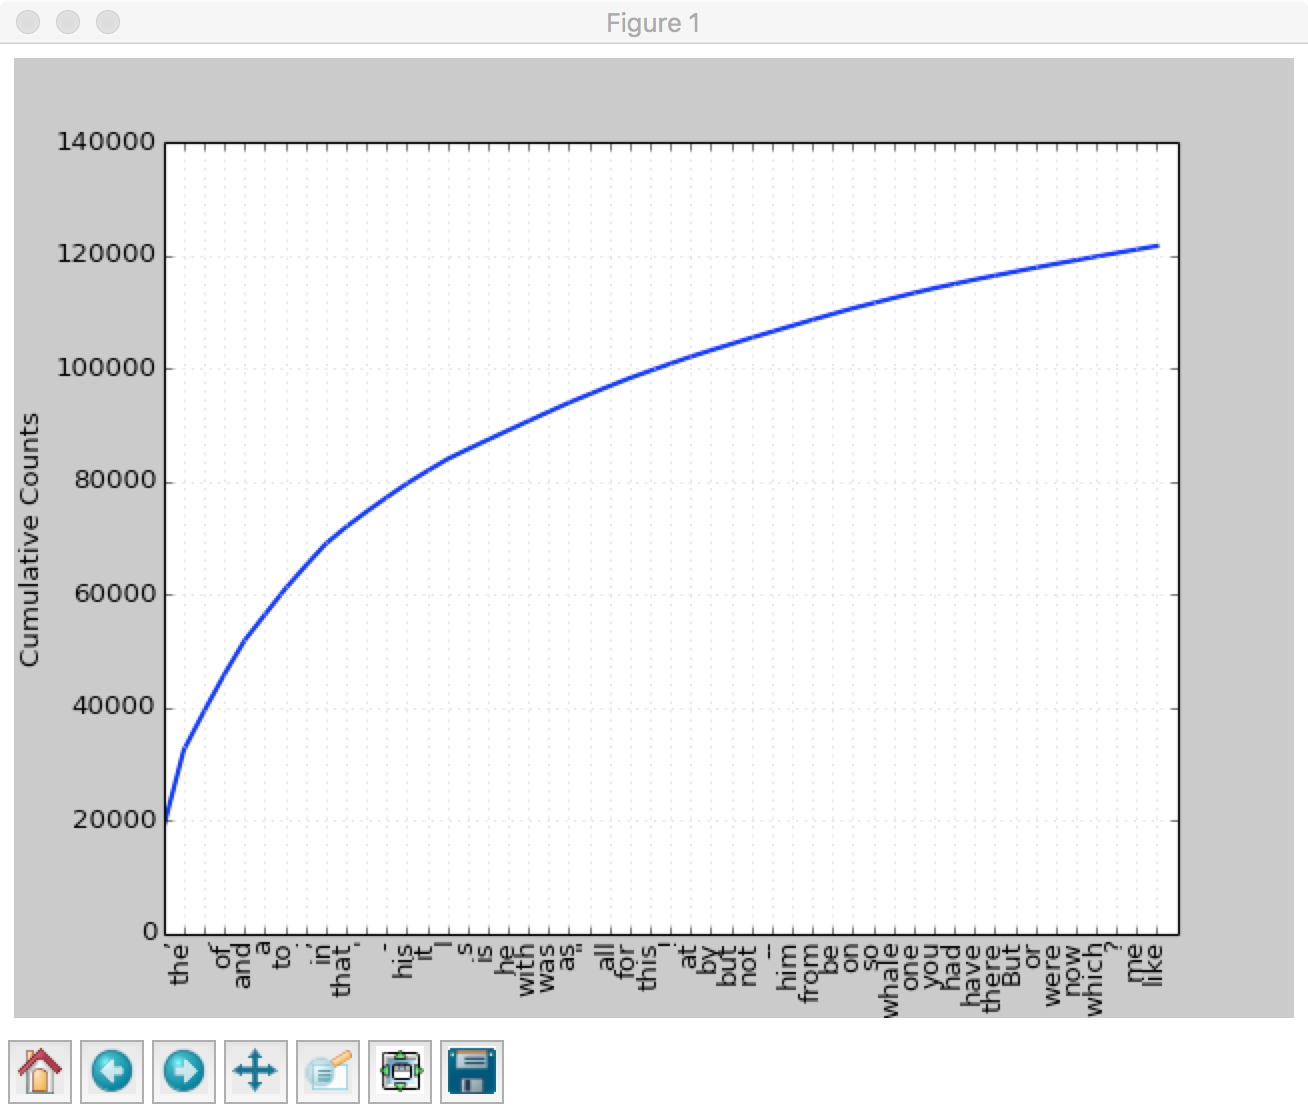 Figure 1
140000
120000
100000
80000
60000
40000
20000
0
Cumulative Counts
,
the
.
of
and
a
to
;
in
that
'
-
his
it
I
s
is
he
with
was
as
"
all
for
this
!
at
by
but
not
--
him
from
be
on
so
whale
one
you
had
have
there
But
or
were
now
which
?
me
like